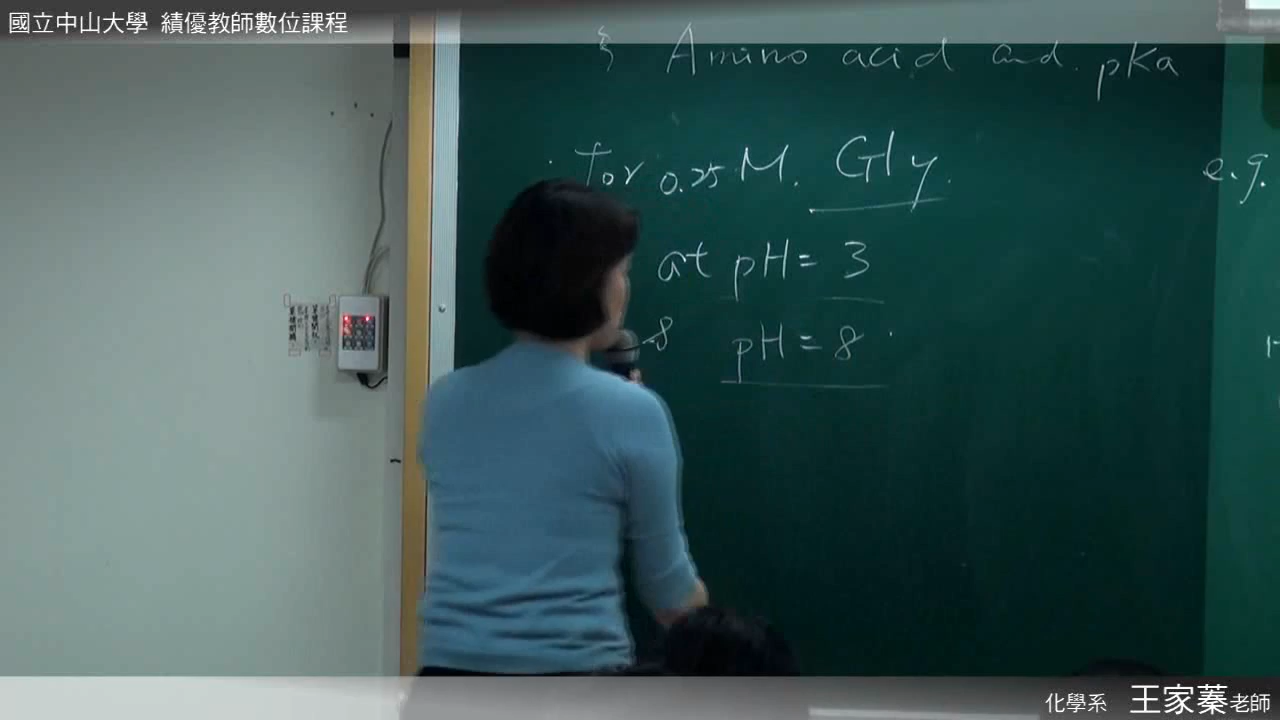 國立中山大學 績優教師數位課程
§ Amino acid and pKa
· For 0.25 M. Gly.
at pH = 3
& pH = 8 .
e.g.
化學系 王家蓁老師